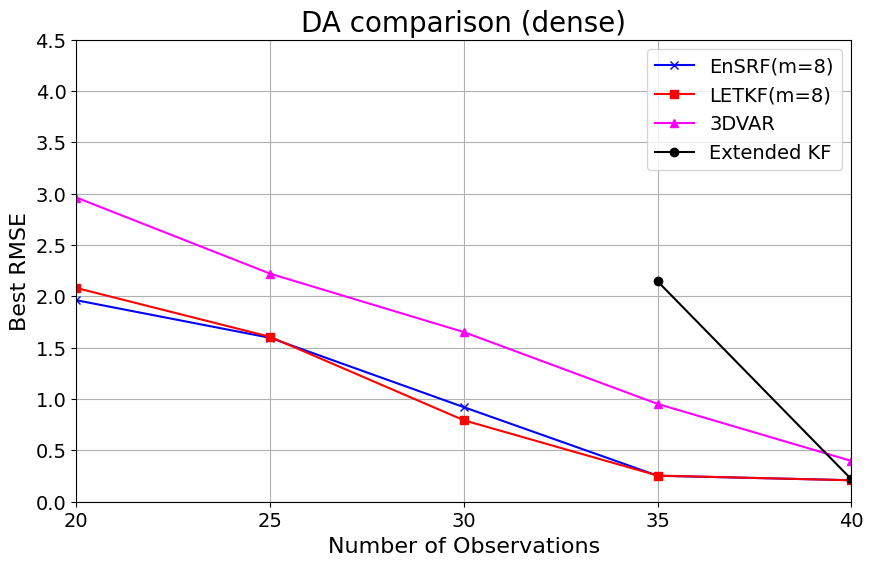 DA comparison (dense)
4.5
4.0
3.5
3.0
2.5
2.0
1.5
1.0
0.5
0.0
Best RMSE
EnSRF(m=8)
LETKF(m=8)
3DVAR
Extended KF
20
25
30
35
40
Number of Observations